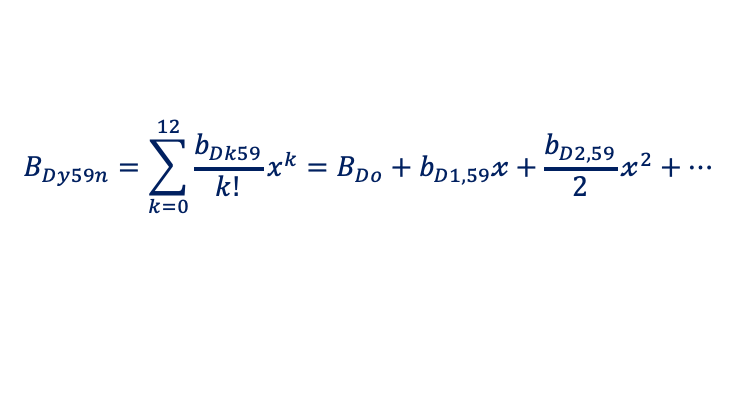 B_{Dy59n} = \sum_{k=0}^{12} \frac{b_{Dk59}}{k!} x^k = B_{Do} + b_{D1,59}x + \frac{b_{D2,59}}{2} x^2 + ⋯